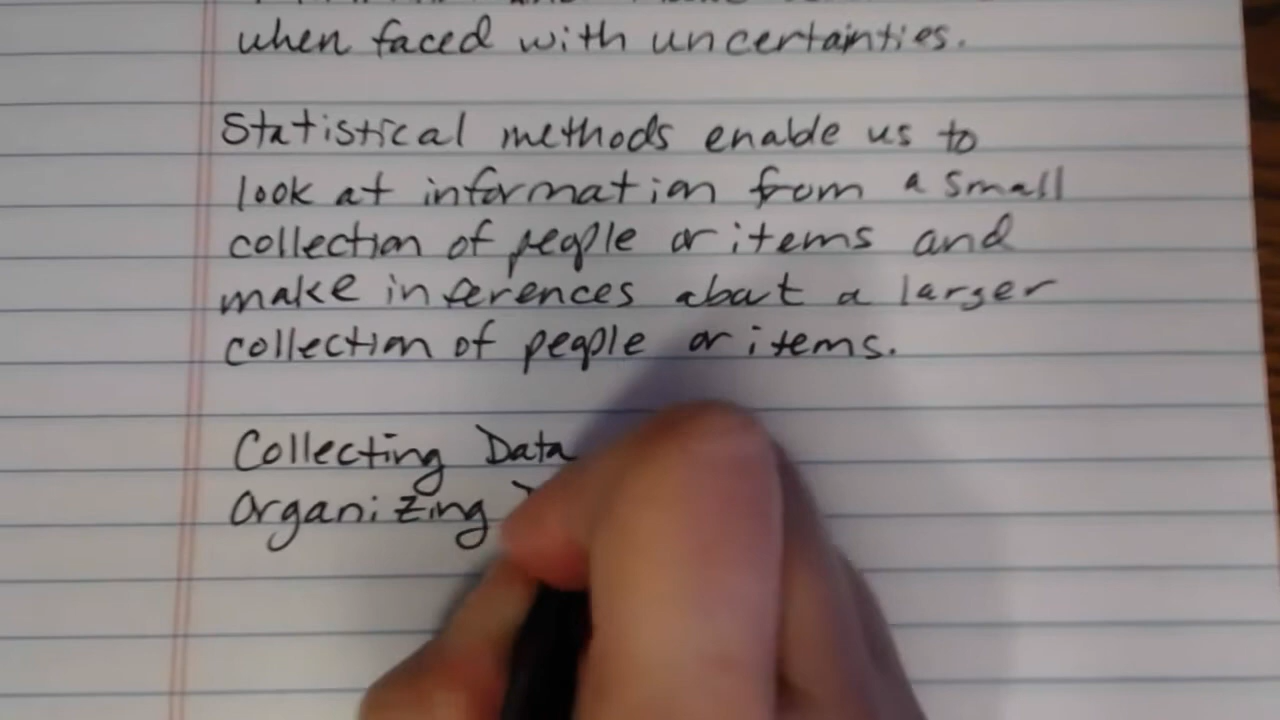 when faced with uncertainties.
Statistical methods enable us to
look at information from a small
collection of people or items and
make inferences about a larger
collection of people or items.
Collecting Data
Organizing